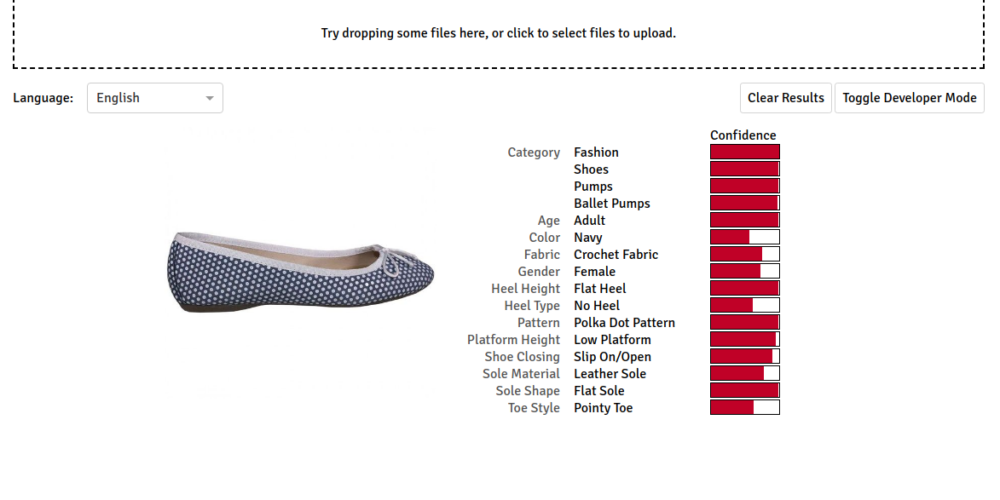 Try dropping some files here, or click to select files to upload.
Language: English Clear Results Toggle Developer Mode
Confidence
Category Fashion
Shoes
Pumps
Ballet Pumps
Age Adult
Color Navy
Fabric Crochet Fabric
Gender Female
Heel Height Flat Heel
Heel Type No Heel
Pattern Polka Dot Pattern
Platform Height Low Platform
Shoe Closing Slip On/Open
Sole Material Leather Sole
Sole Shape Flat Sole
Toe Style Pointy Toe